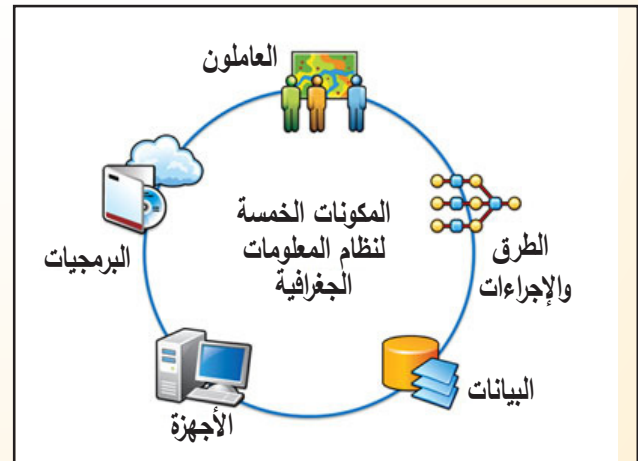 العاملون
المكونات الخمسة
لنظام المعلومات
الجغرافية
الطرق
والإجراءات
البرمجيات
البيانات
الأجهزة